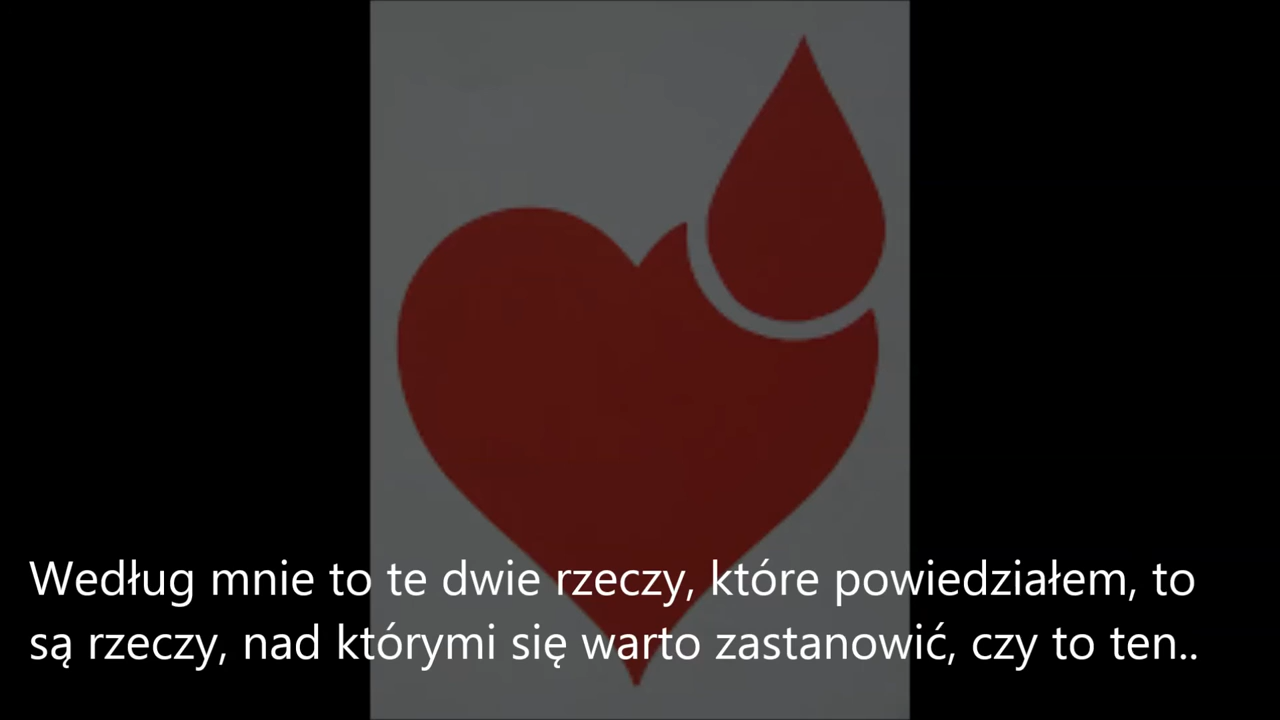 Według mnie to te dwie rzeczy, które powiedziałem, to
są rzeczy, nad którymi się warto zastanowić, czy to ten..